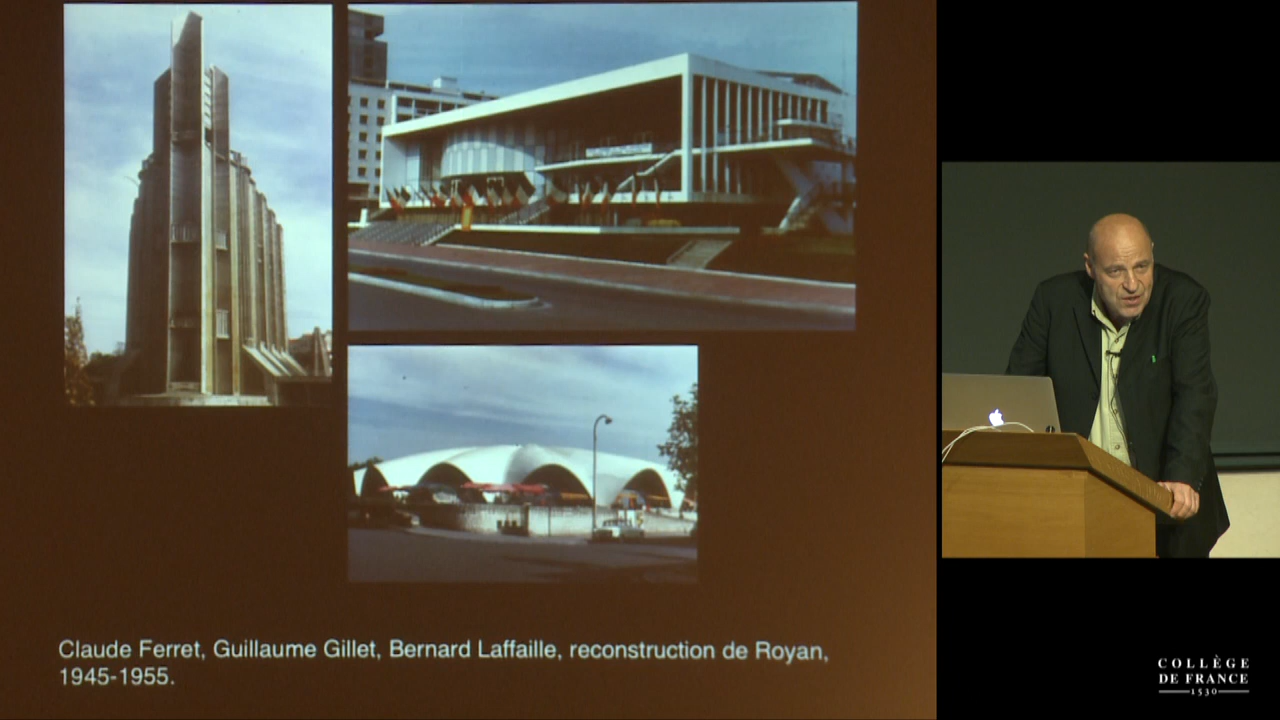 Claude Ferret, Guillaume Gillet, Bernard Laffaille, reconstruction de Royan,
1945-1955.
COLLÈGE
DE FRANCE
1530